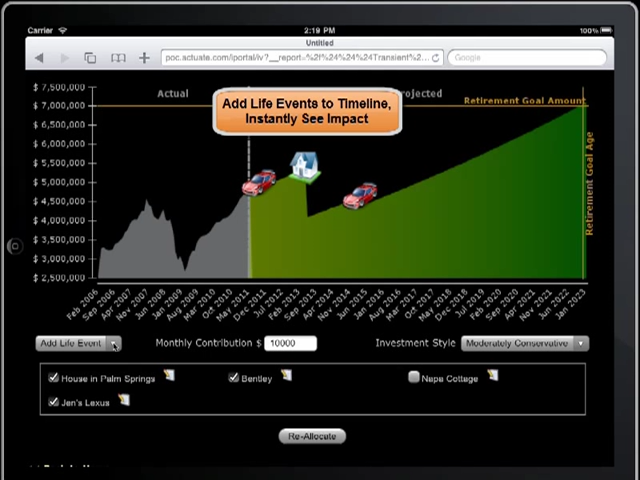 Carrier 2:19 PM 100%
Untitled
poc.actuate.com/iportal/iv?__report=%2f%24%24%24Transient%2... Google
Actual Projected
Add Life Events to Timeline,
Instantly See Impact
Retirement Goal Amount
Retirement Goal Age
$ 7,500,000
$ 7,000,000
$ 6,500,000
$ 6,000,000
$ 5,500,000
$ 5,000,000
$ 4,500,000
$ 4,000,000
$ 3,500,000
$ 3,000,000
$ 2,500,000
Feb 2006
Sep 2006
Apr 2007
Nov 2007
Jun 2008
Jan 2009
Aug 2009
Mar 2010
Oct 2010
May 2011
Dec 2011
Jul 2012
Feb 2013
Sep 2013
Apr 2014
Nov 2014
Jun 2015
Jan 2016
Aug 2016
Mar 2017
Oct 2017
May 2018
Dec 2018
Jul 2019
Feb 2020
Sep 2020
Apr 2021
Nov 2021
Jun 2022
Jan 2023
Add Life Event Monthly Contribution $ 10000 Investment Style Moderately Conservative
House in Palm Springs Bentley Napa Cottage
Jen's Lexus
Re-Allocate